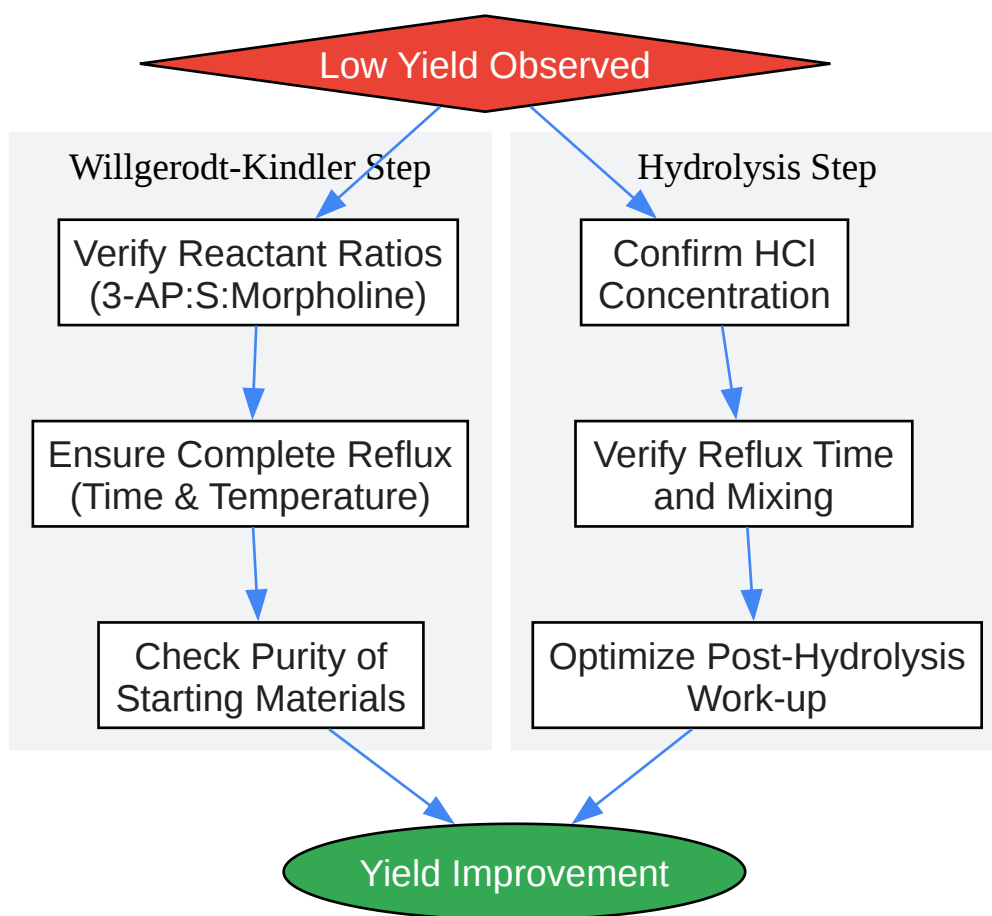 Low Yield Observed
Willgerodt-Kindler Step
Verify Reactant Ratios
(3-AP:S:Morpholine)
Ensure Complete Reflux
(Time & Temperature)
Check Purity of
Starting Materials
Hydrolysis Step
Confirm HCl
Concentration
Verify Reflux Time
and Mixing
Optimize Post-Hydrolysis
Work-up
Yield Improvement